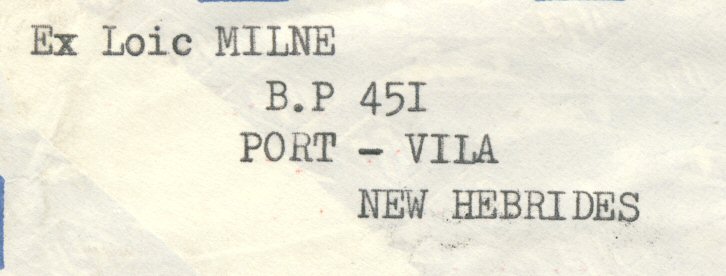 Ex Loic MILNE
B.P 45I
PORT - VILA
NEW HEBRIDES